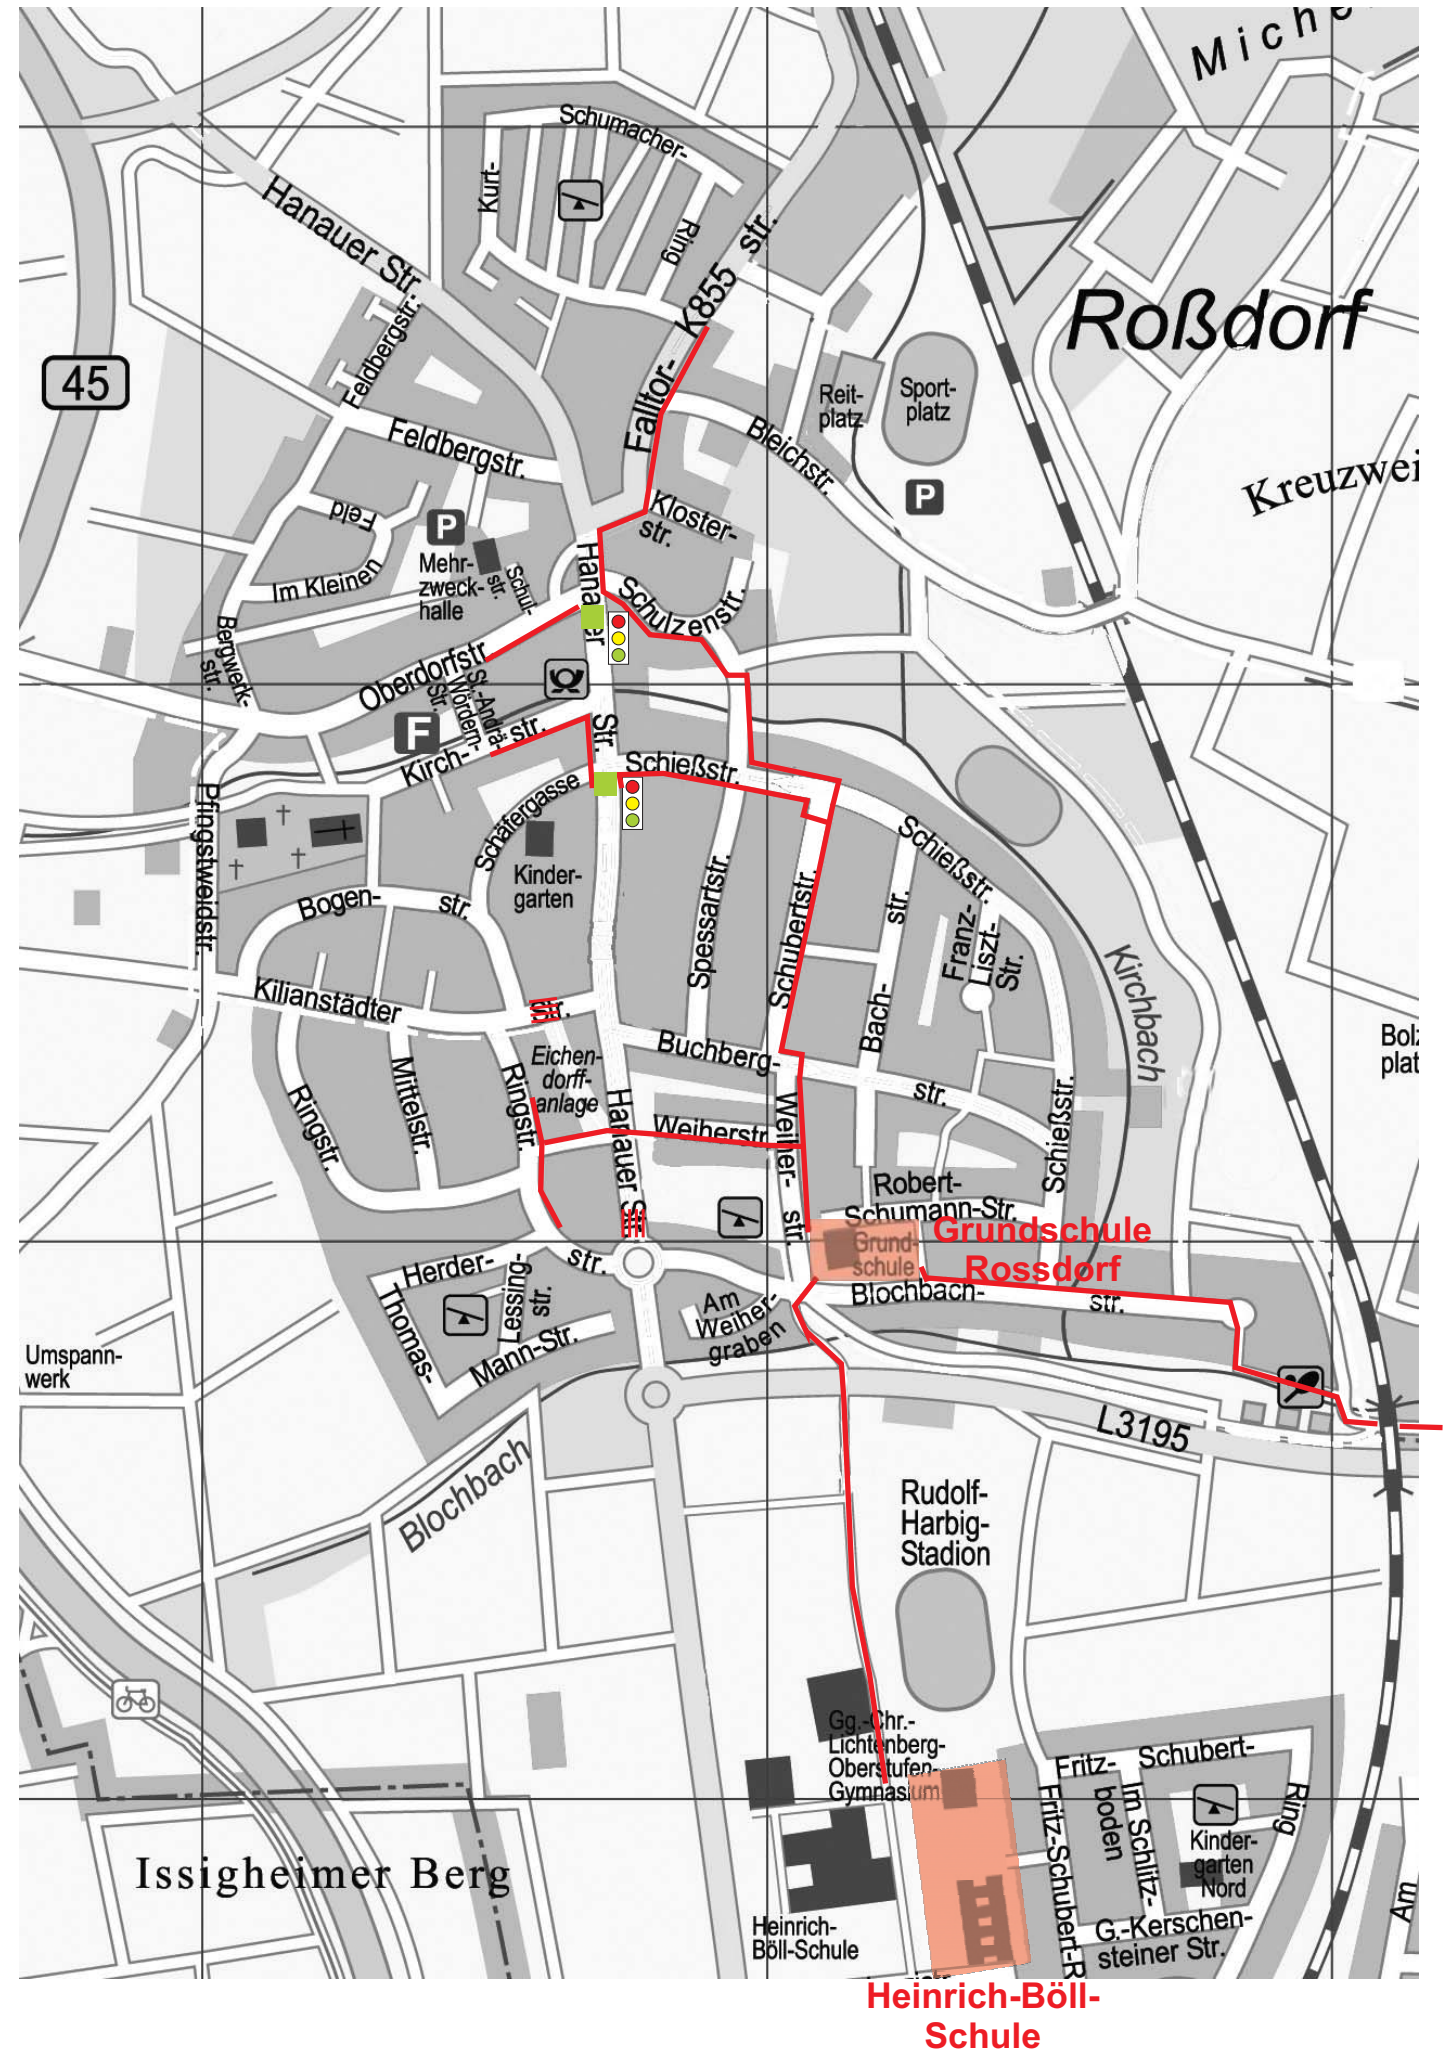 Miche
Schumacher-
Kurt-
Ring
Hanauer Str.
K855
str.
Roßdorf
45
Feldbergstr.
Falltor-
Reit-
platz
Sport-
platz
Feldbergstr.
Bleichstr.
Kreuzwei
P
Feld
P
Kloster-
str.
Im Kleinen
Mehr-
zweck-
halle
Schul-
str.
Hanauer
Schulzenstr.
Bergwerk-
str.
Oberdorfstr.
St.-Andrä-
Wördern-
Str.
F
Kirch-
str.
Str.
Schießstr.
Pfingstweidstr.
Schäfergasse
Kinder-
garten
Schießstr.
Bogen-
str.
Spessartstr.
Schubertstr.
Bach-
str.
Franz-
Liszt-
Str.
Kirchbach
Kilianstädter
str.
Eichen-
dorff-
anlage
Buchberg-
str.
Bolz
plat
Ringstr.
Mittelstr.
Ringstr.
Hanauer Str.
Weiherstr.
Weiher-
str.
Schießstr.
Robert-
Schumann-Str.
Grundschule
Rossdorf
Grund-
schule
Herder-
str.
Lessing-
str.
Thomas-
Mann-Str.
Am
Weiher-
graben
Blochbach-
str.
Umspann-
werk
L3195
Blochbach
Rudolf-
Harbig-
Stadion
Gg.-Chr.-
Lichtenberg-
Oberstufen-
Gymnasium
Fritz-
Schubert-
Ring
Fritz-Schubert-R
Im Schlitz-
boden
Kinder-
garten
Nord
Issigheimer Berg
Heinrich-
Böll-Schule
G.-Kerschen-
steiner Str.
Am
Heinrich-Böll-
Schule